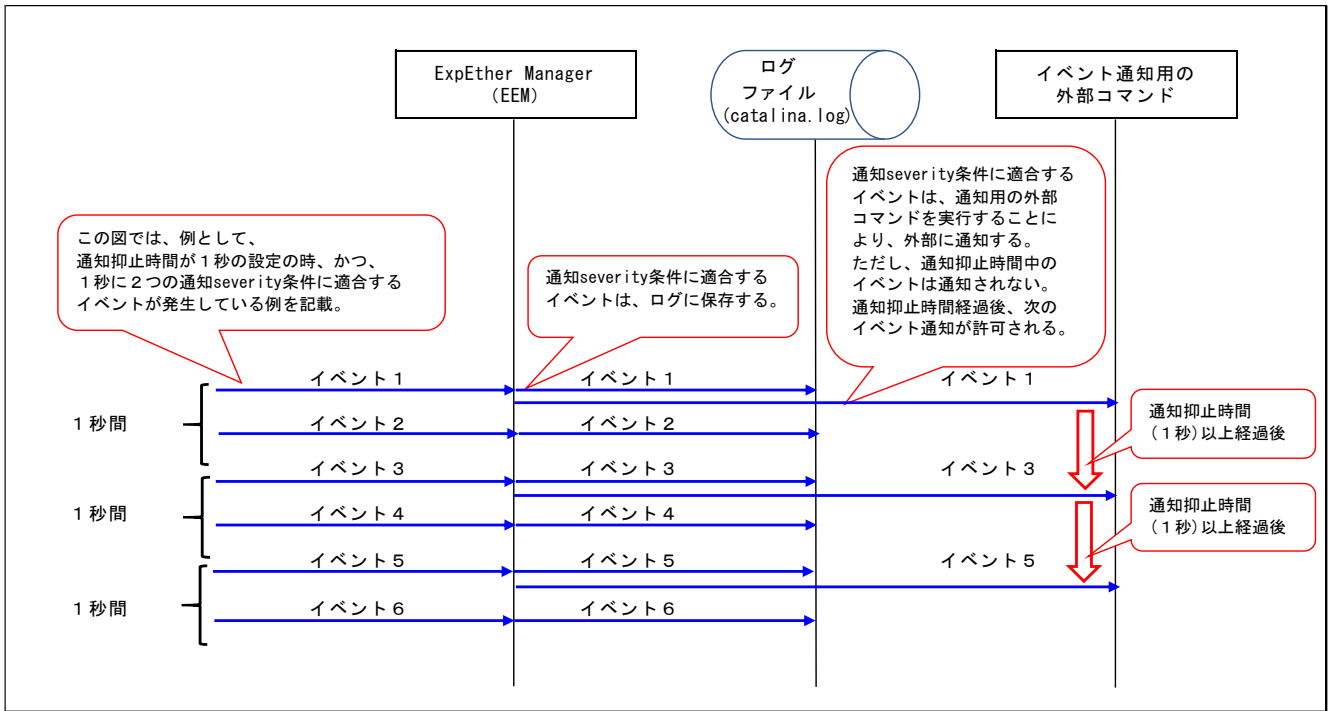 ExpEther Manager
(EEM)
ログ
ファイル
(catalina.log)
イベント通知用の
外部コマンド
この図では、例として、
通知抑止時間が１秒の設定の時、かつ、
１秒に２つの通知severity条件に適合する
イベントが発生している例を記載。
通知severity条件に適合する
イベントは、ログに保存する。
通知severity条件に適合する
イベントは、通知用の外部
コマンドを実行することに
より、外部に通知する。
ただし、通知抑止時間中の
イベントは通知されない。
通知抑止時間経過後、次の
イベント通知が許可される。
イベント１
イベント１
イベント１
１秒間
イベント２
イベント２
通知抑止時間
(１秒)以上経過後
イベント３
イベント３
イベント３
１秒間
イベント４
イベント４
通知抑止時間
(１秒)以上経過後
イベント５
イベント５
イベント５
１秒間
イベント６
イベント６